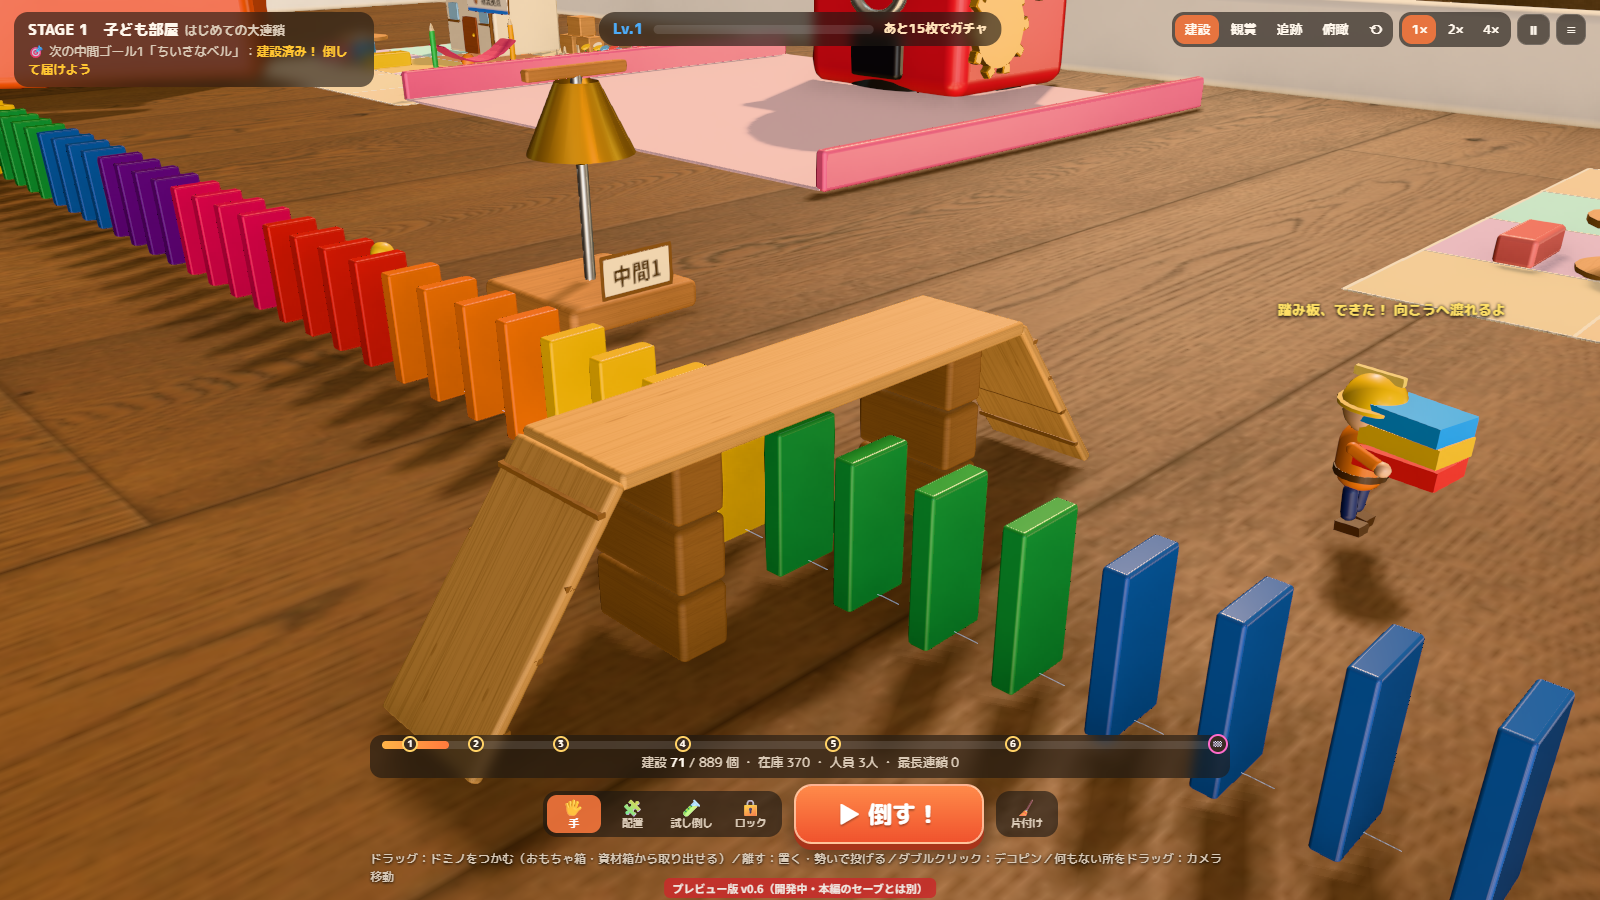 STAGE 1 子ども部屋 はじめての大連鎖
🎯 次の中間ゴール1「ちいさなベル」：建設済み！ 倒し
て届けよう
Lv.1 あと15枚でガチャ
建設 観賞 追跡 俯瞰 1× 2× 4×
中間1
踏み板、できた！ 向こうへ渡れるよ
1 2 3 4 5 6
建設 71 / 889 個 ・ 在庫 370 ・ 人員 3人 ・ 最長連鎖 0
手 配置 試し倒し ロック ▶ 倒す！ 片付け
ドラッグ：ドミノをつかむ（おもちゃ箱・資材箱から取り出せる）／離す：置く・勢いで投げる／ダブルクリック：デコピン／何もない所をドラッグ：カメラ
移動
プレビュー版 v0.6（開発中・本編のセーブとは別）